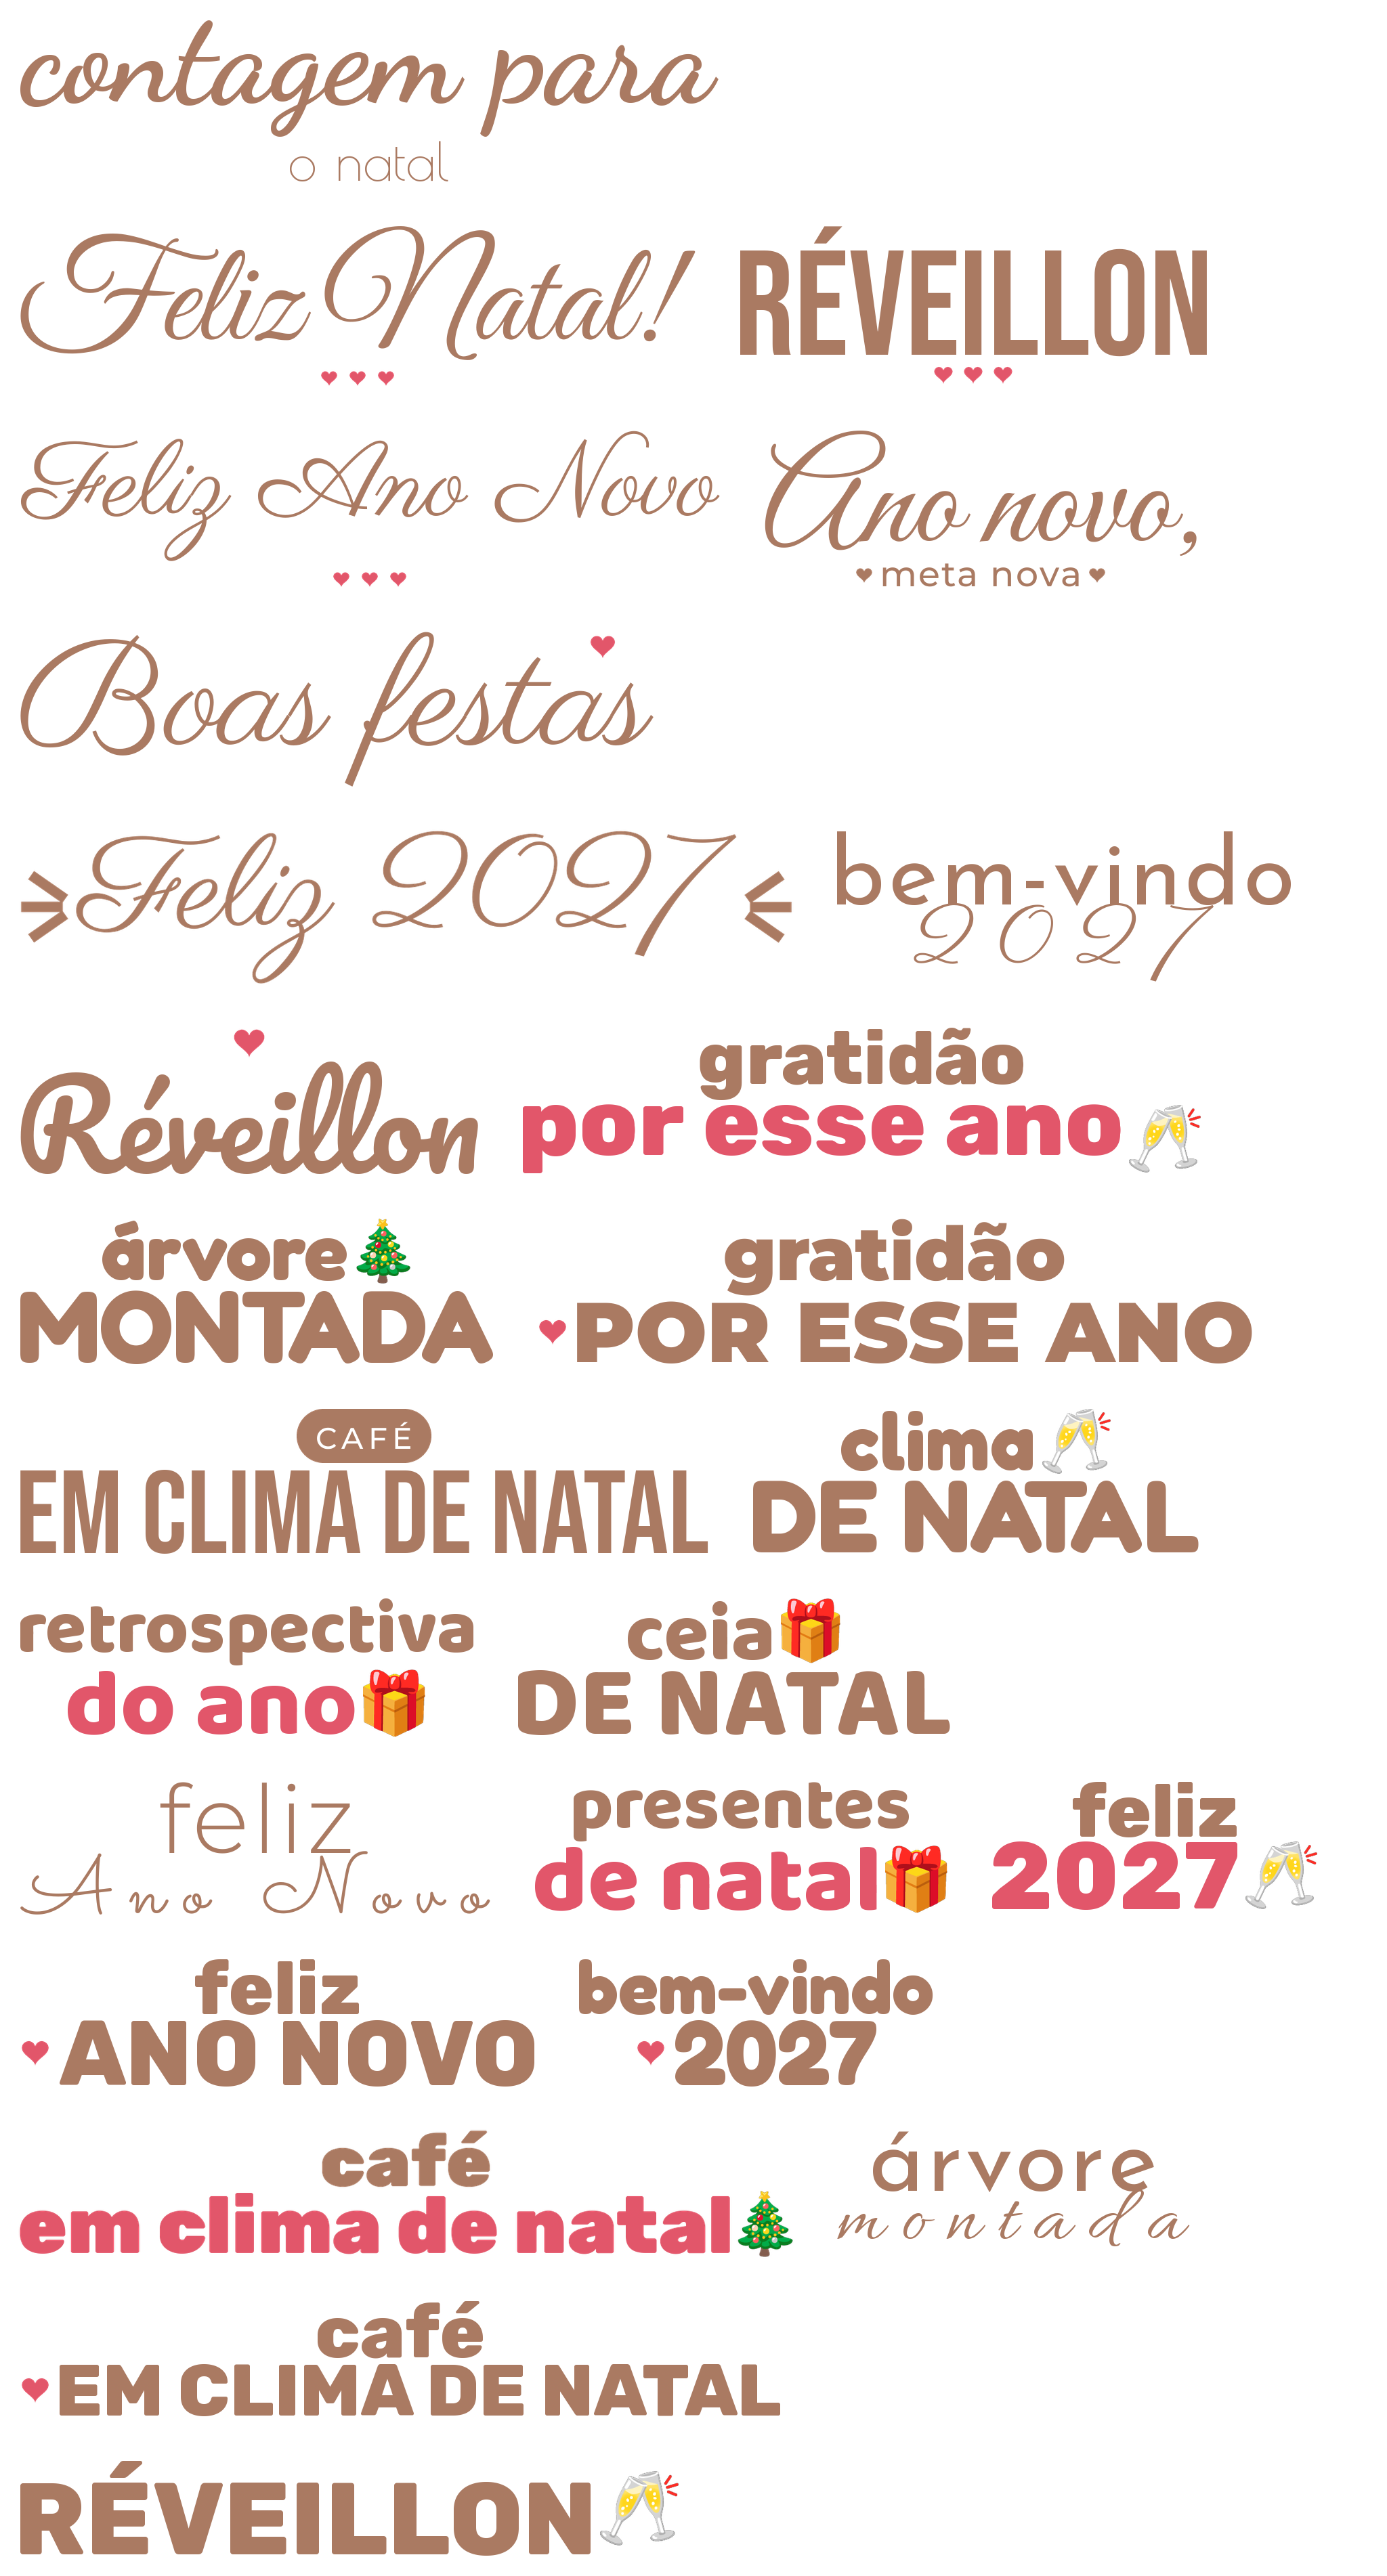 contagem para
o natal
Feliz Natal!
RÉVEILLON
Feliz Ano Novo
Ano novo,
meta nova
Boas festas
Feliz 2027
bem-vindo
2027
Réveillon
gratidão
por esse ano
árvore
MONTADA
gratidão
POR ESSE ANO
CAFÉ
EM CLIMA DE NATAL
clima
DE NATAL
retrospectiva
do ano
ceia
DE NATAL
feliz
Ano Novo
presentes
de natal
feliz
2027
feliz
ANO NOVO
bem-vindo
2027
café
em clima de natal
árvore
montada
café
EM CLIMA DE NATAL
RÉVEILLON